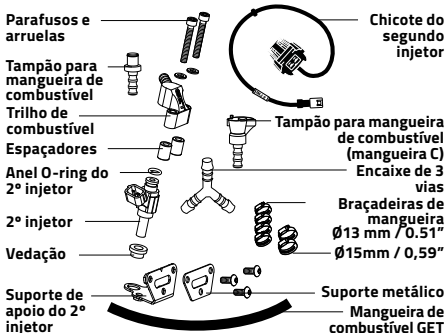 Parafusos e
arruelas
Tampão para
mangueira de
combustível
Trilho de
combustível
Espaçadores
Anel O-ring do
2º injetor
2º injetor
Vedação
Suporte de
apoio do 2º
injetor
Chicote do
segundo
injetor
Tampão para mangueira
de combustível
(mangueira C)
Encaixe de 3
vias
Braçadeiras de
mangueira
Ø13 mm / 0.51”
Ø15mm / 0,59”
Suporte metálico
Mangueira de
combustível GET